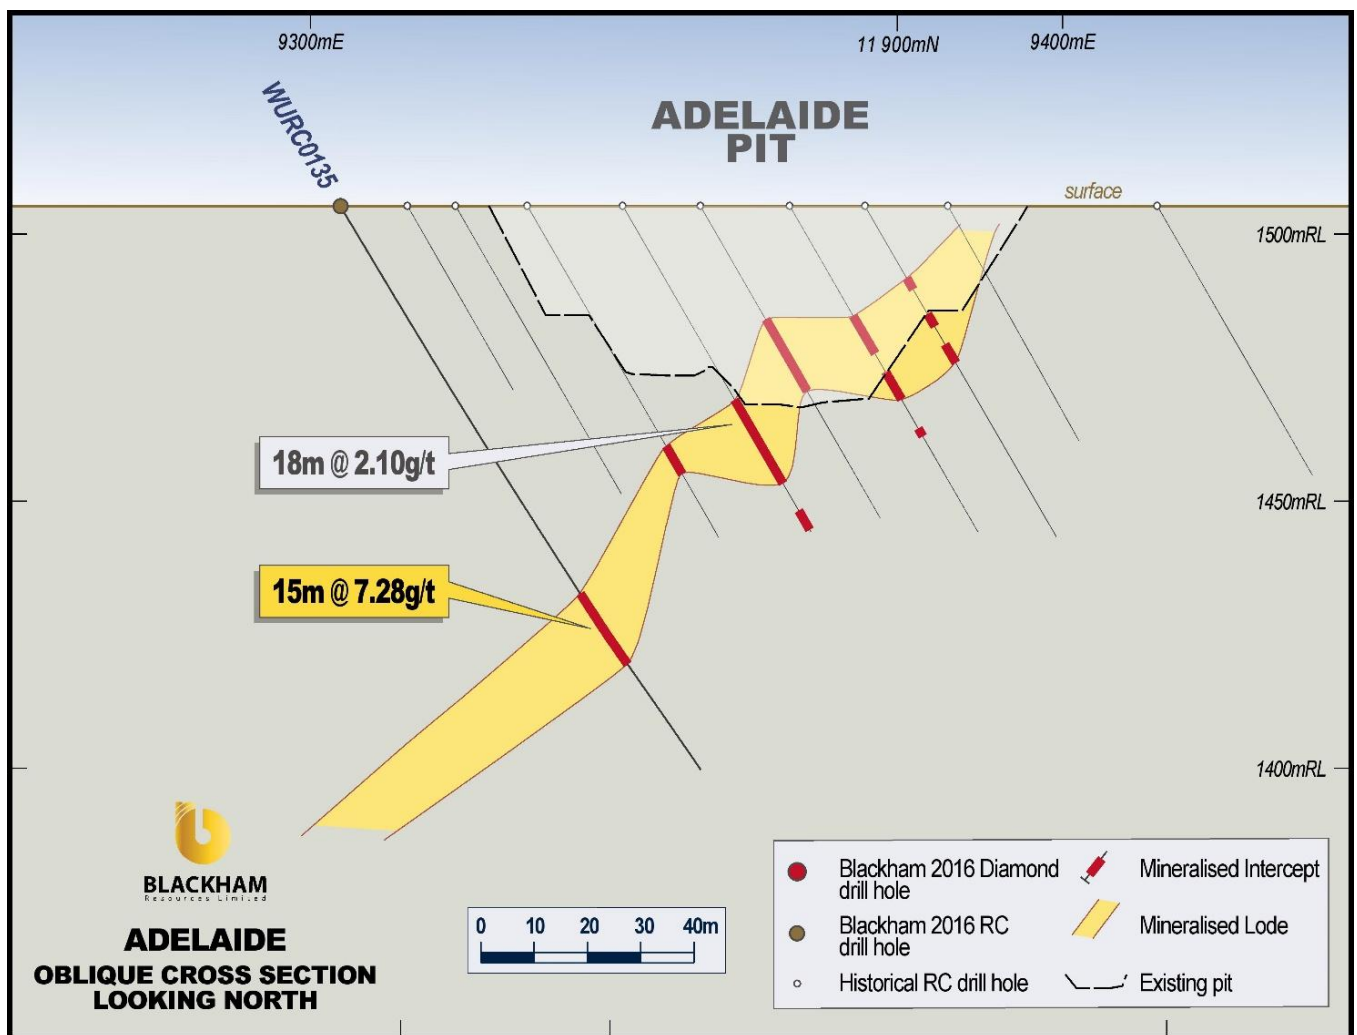 9300mE
11 900mN
9400mE
WURC0135
ADELAIDE
PIT
surface
1500mRL
18m @ 2.10g/t
1450mRL
15m @ 7.28g/t
1400mRL
BLACKHAM
Resources Limited
ADELAIDE
OBLIQUE CROSS SECTION
LOOKING NORTH
0 10 20 30 40m
Blackham 2016 Diamond
drill hole
Blackham 2016 RC
drill hole
Historical RC drill hole
Mineralised Intercept
Mineralised Lode
Existing pit